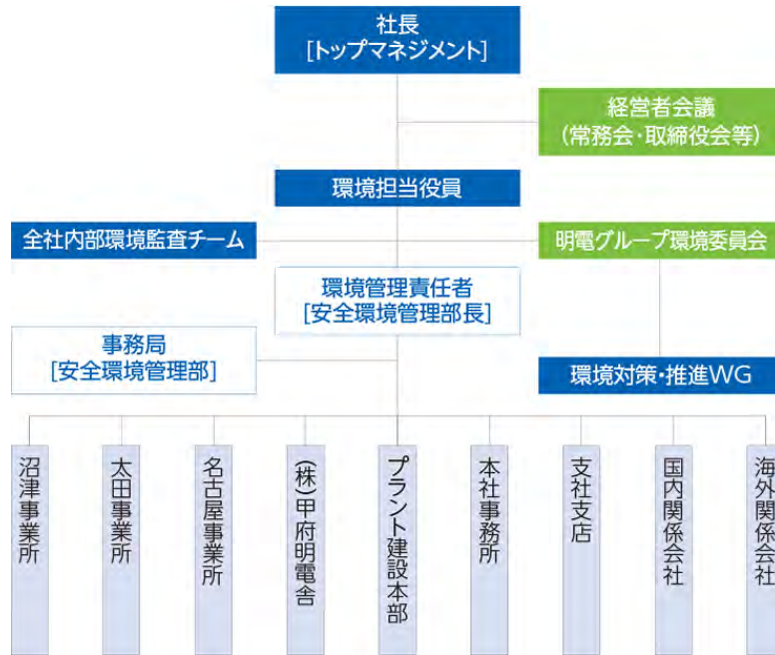 社長
[トップマネジメント]
経営者会議
(常務会・取締役会等)
環境担当役員
全社内部環境監査チーム
明電グループ環境委員会
環境管理責任者
[安全環境管理部長]
事務局
[安全環境管理部]
環境対策・推進WG
沼津事業所
太田事業所
名古屋事業所
(株)甲府明電舎
プラント建設本部
本社事務所
支社支店
国内関係会社
海外関係会社